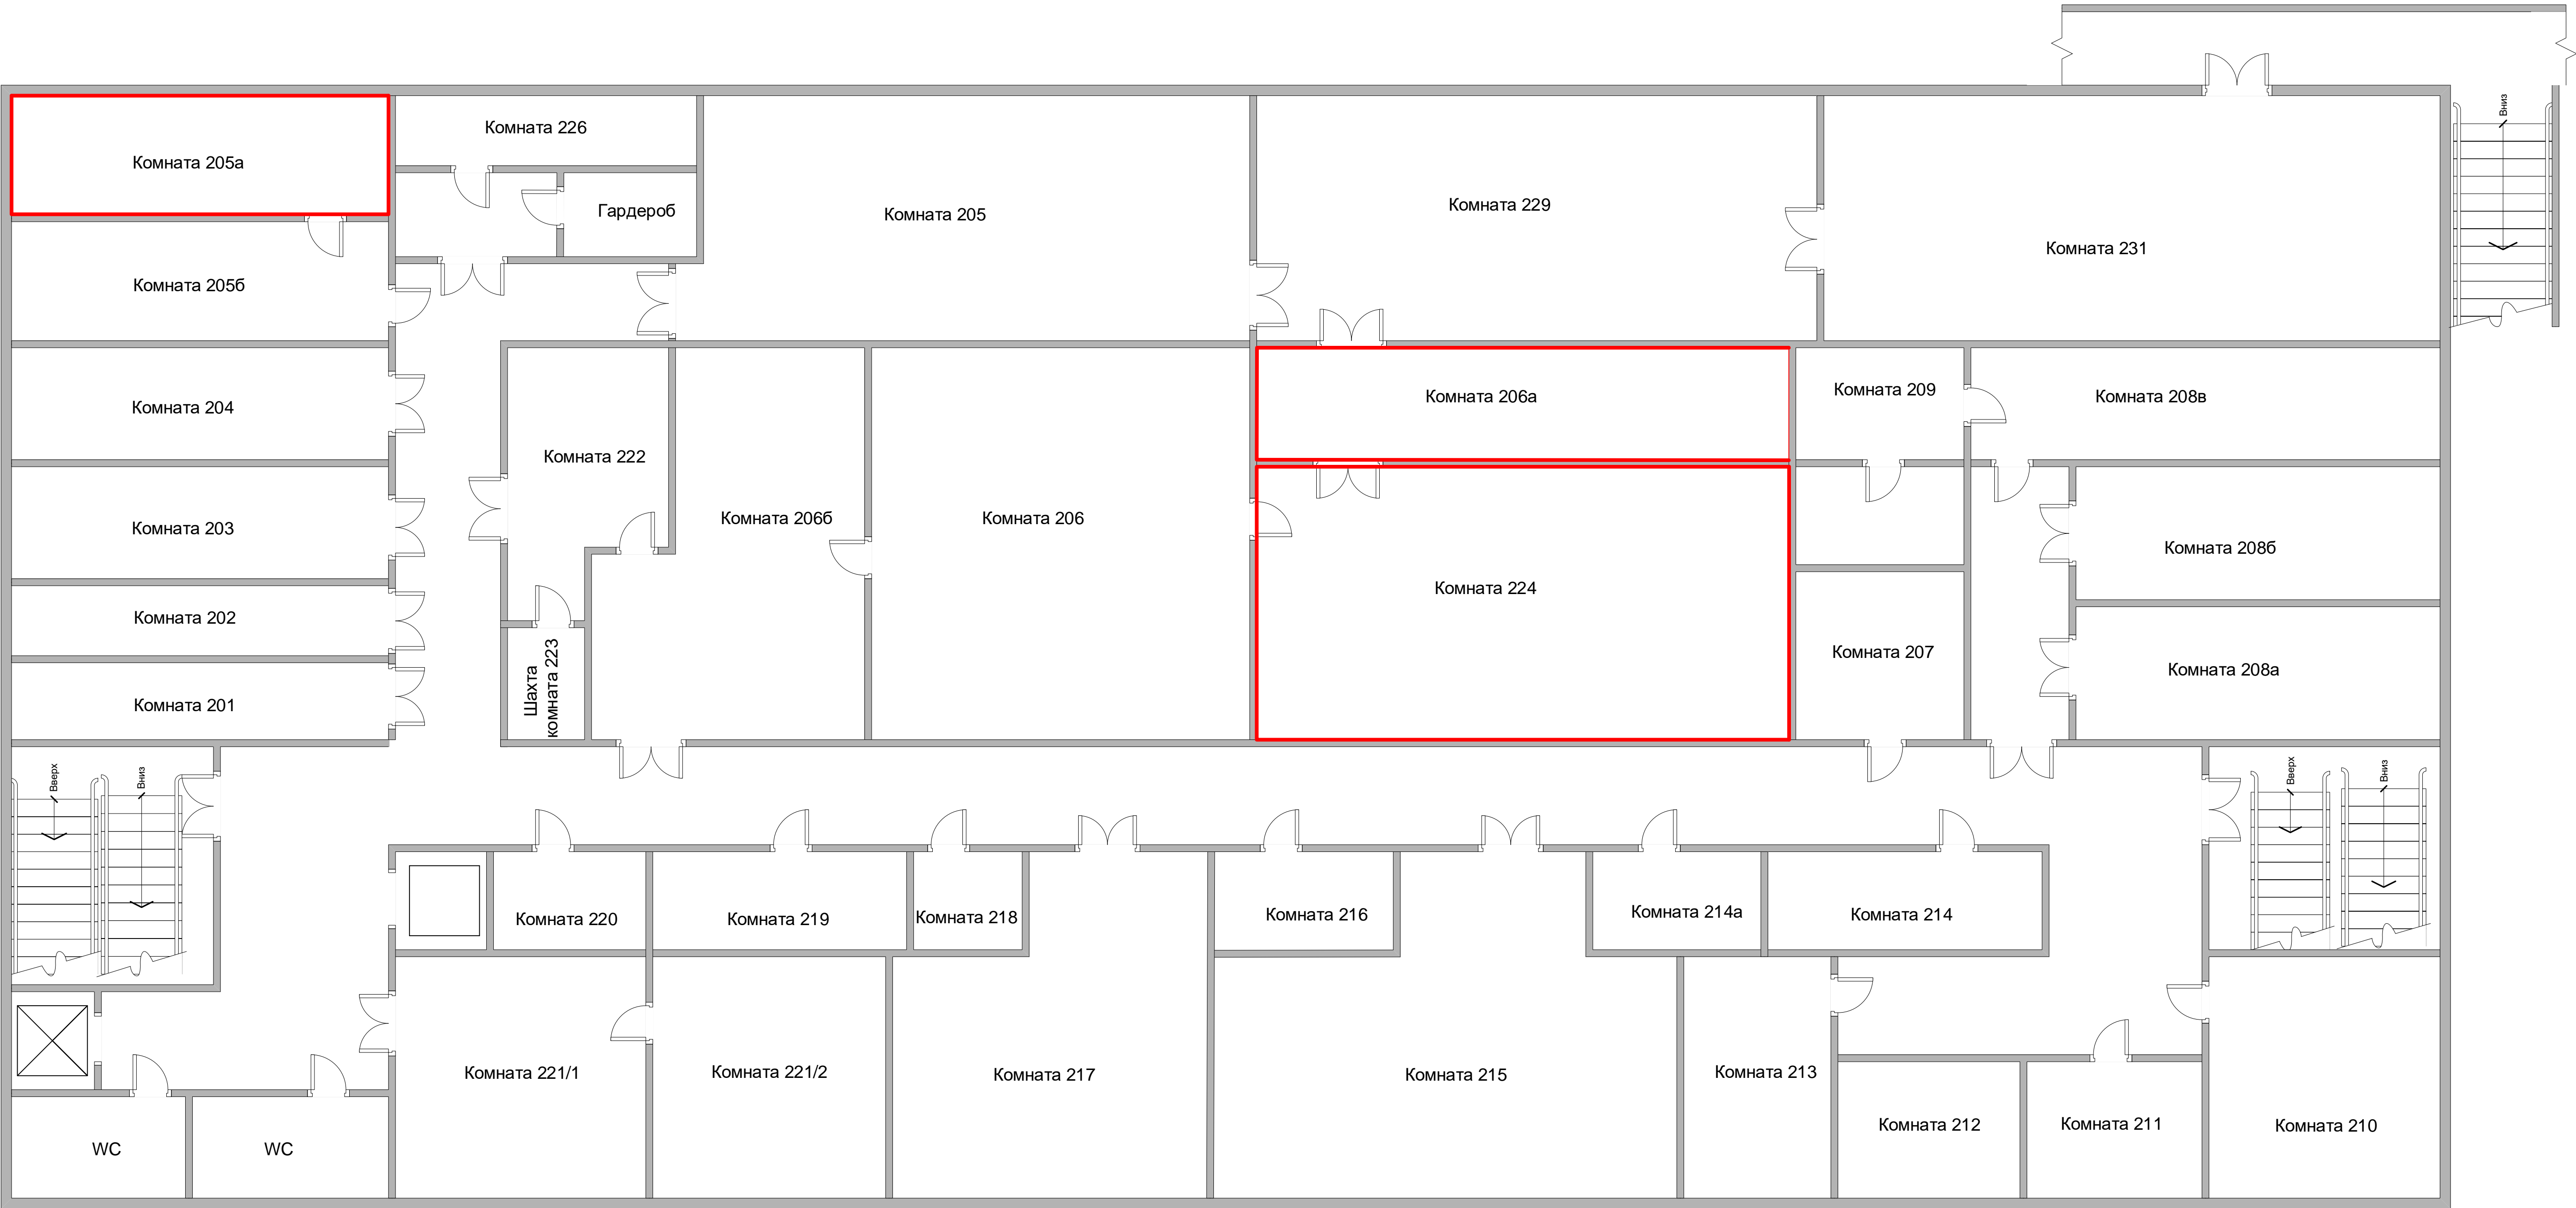 Вниз
Комната 226
Комната 205а
Гардероб
Комната 205
Комната 229
Комната 231
Комната 205б
Комната 204
Комната 206а
Комната 209
Комната 208в
Комната 222
Комната 203
Комната 206б
Комната 206
Комната 208б
Комната 224
Комната 202
Комната 207
Комната 208а
Шахта
комната 223
Комната 201
Вверх
Вниз
Вверх
Вниз
Комната 220
Комната 219
Комната 218
Комната 216
Комната 214а
Комната 214
Комната 221/1
Комната 221/2
Комната 217
Комната 215
Комната 213
Комната 212
Комната 211
Комната 210
WC
WC